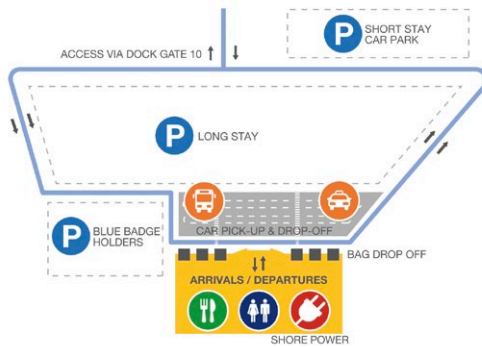 P
SHORT STAY
CAR PARK
ACCESS VIA DOCK GATE 10
P
LONG STAY
P
BLUE BADGE
HOLDERS
CAR PICK-UP & DROP-OFF
BAG DROP OFF
ARRIVALS / DEPARTURES
SHORE POWER